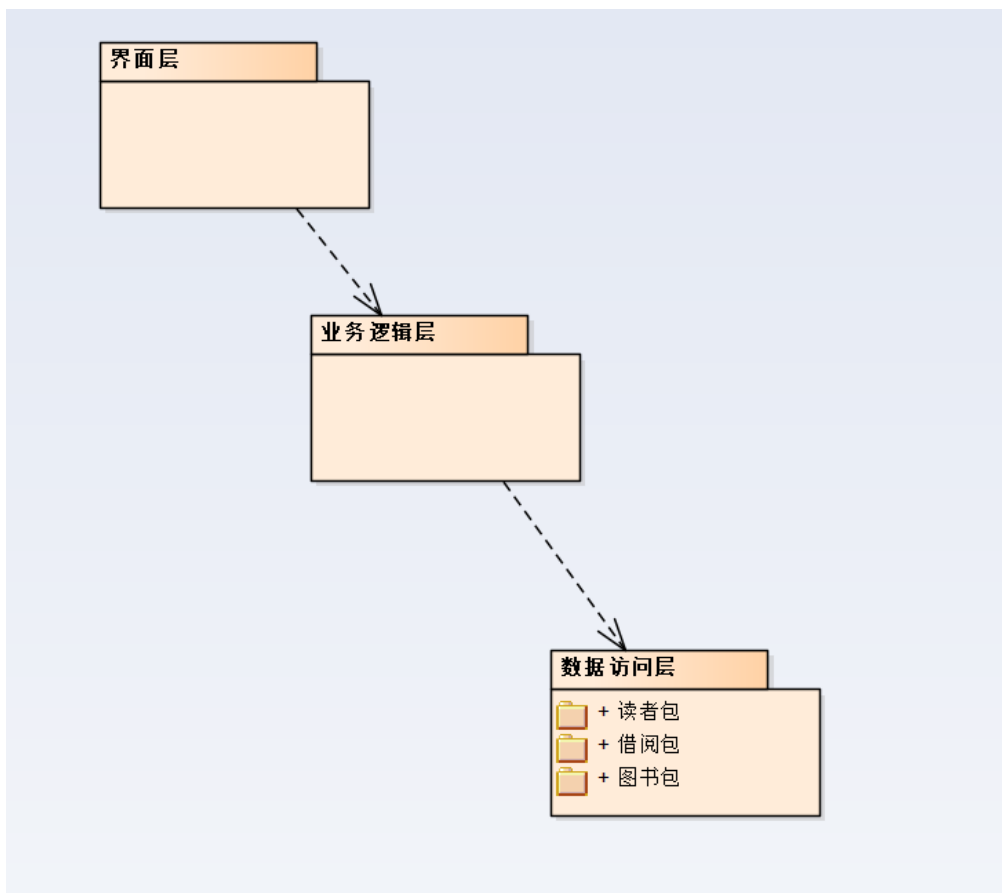 界面层
业务逻辑层
数据访问层
+ 读者包
+ 借阅包
+ 图书包